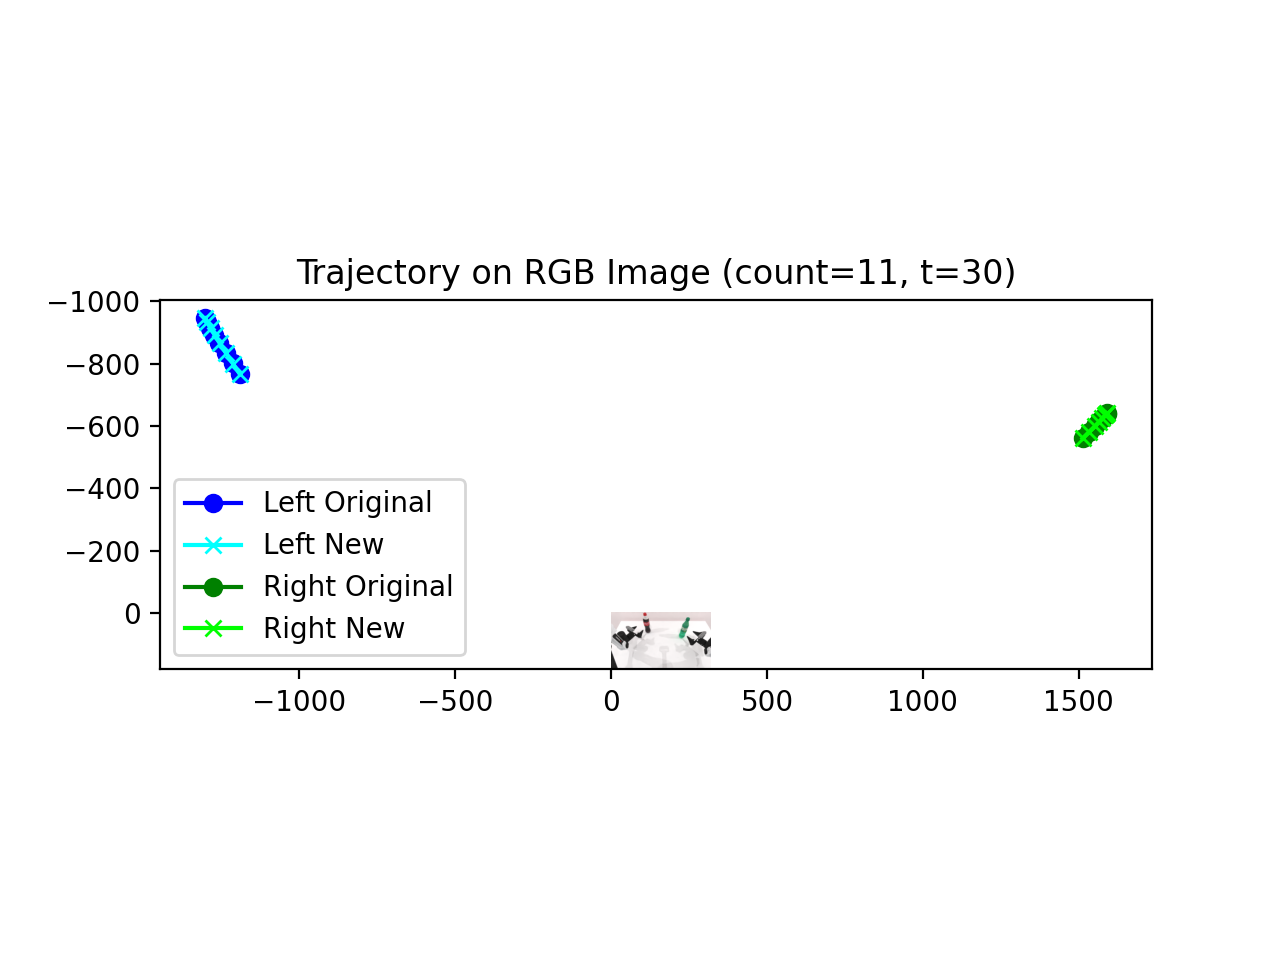 Trajectory on RGB Image (count=11, t=30)
−1000
−800
−600
−400
−200
0
Left Original
Left New
Right Original
Right New
−1000
−500
0
500
1000
1500